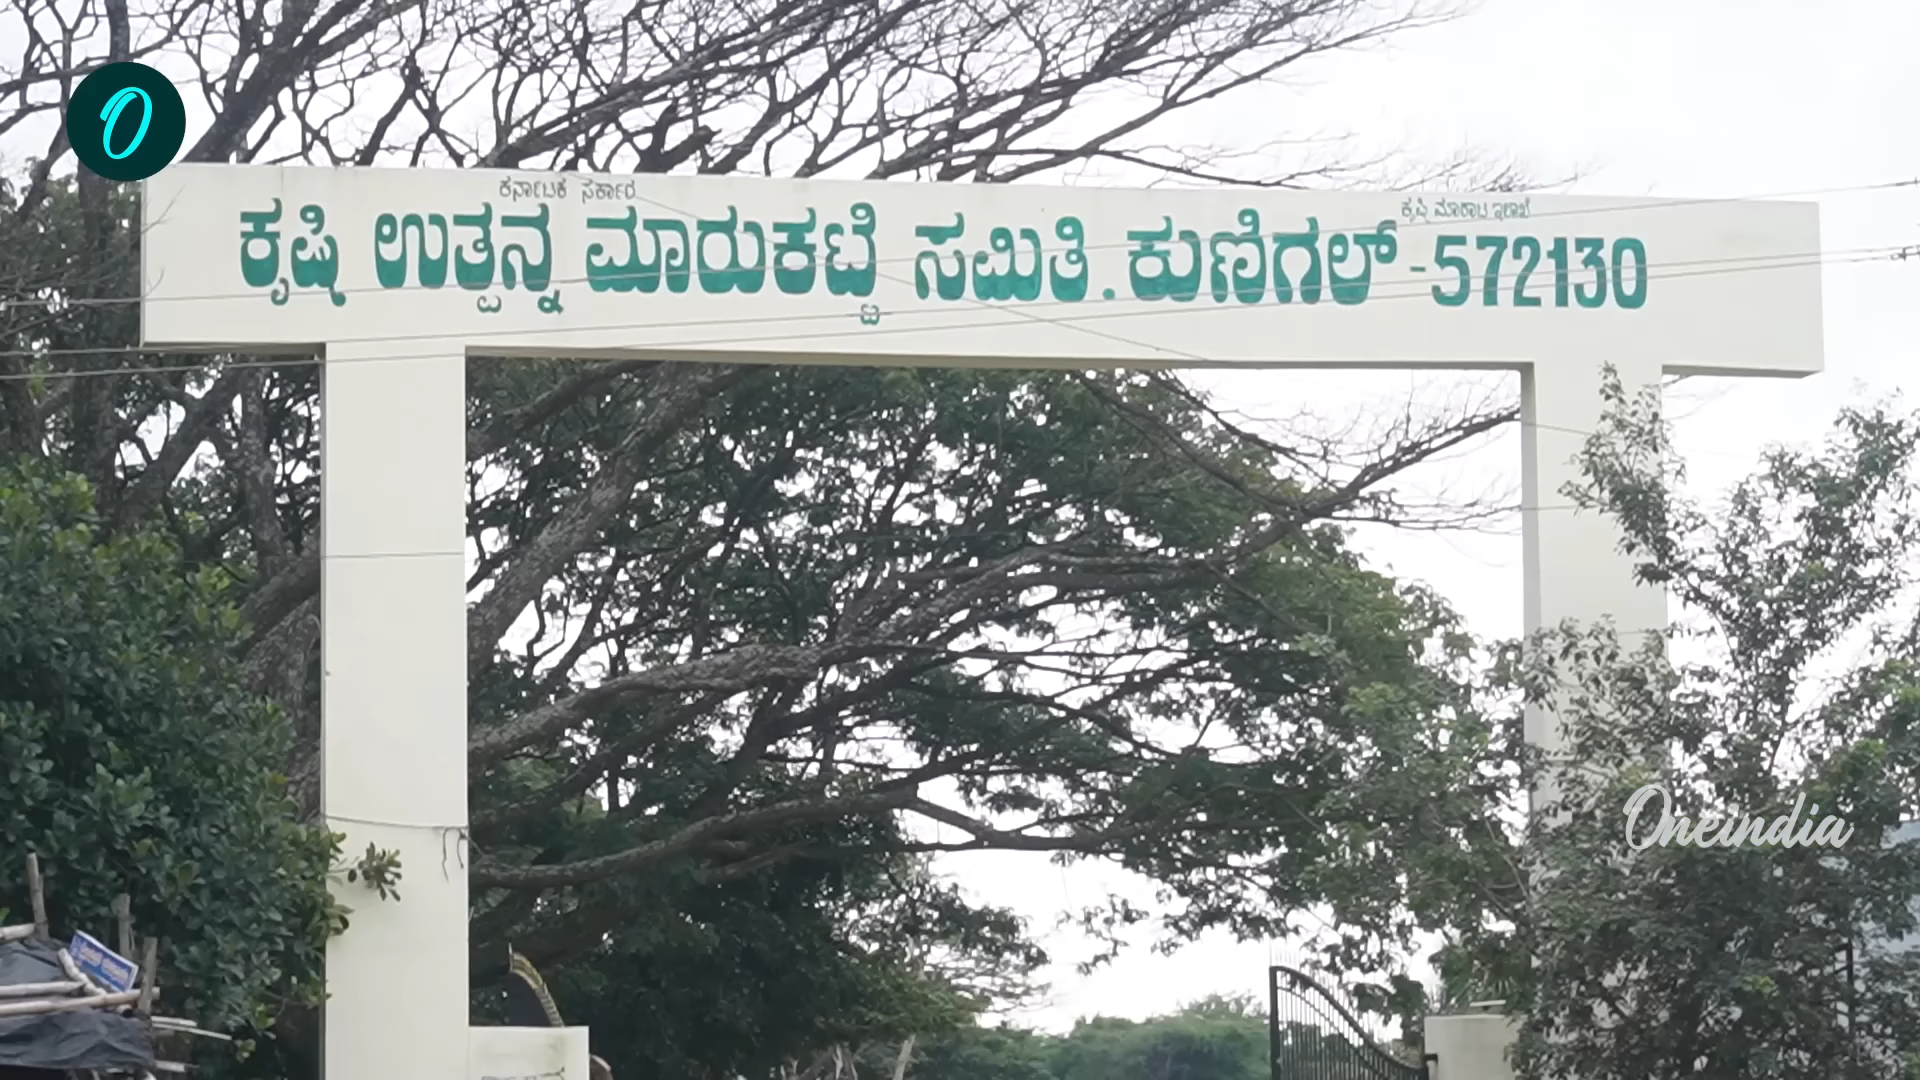 ಕರ್ನಾಟಕ ಸರ್ಕಾರ
ಕೃಷಿ ಮಾರಾಟ ಇಲಾಖೆ
ಕೃಷಿ ಉತ್ಪನ್ನ ಮಾರುಕಟ್ಟೆ ಸಮಿತಿ. ಕುಣಿಗಲ್ -572130
Oneindia